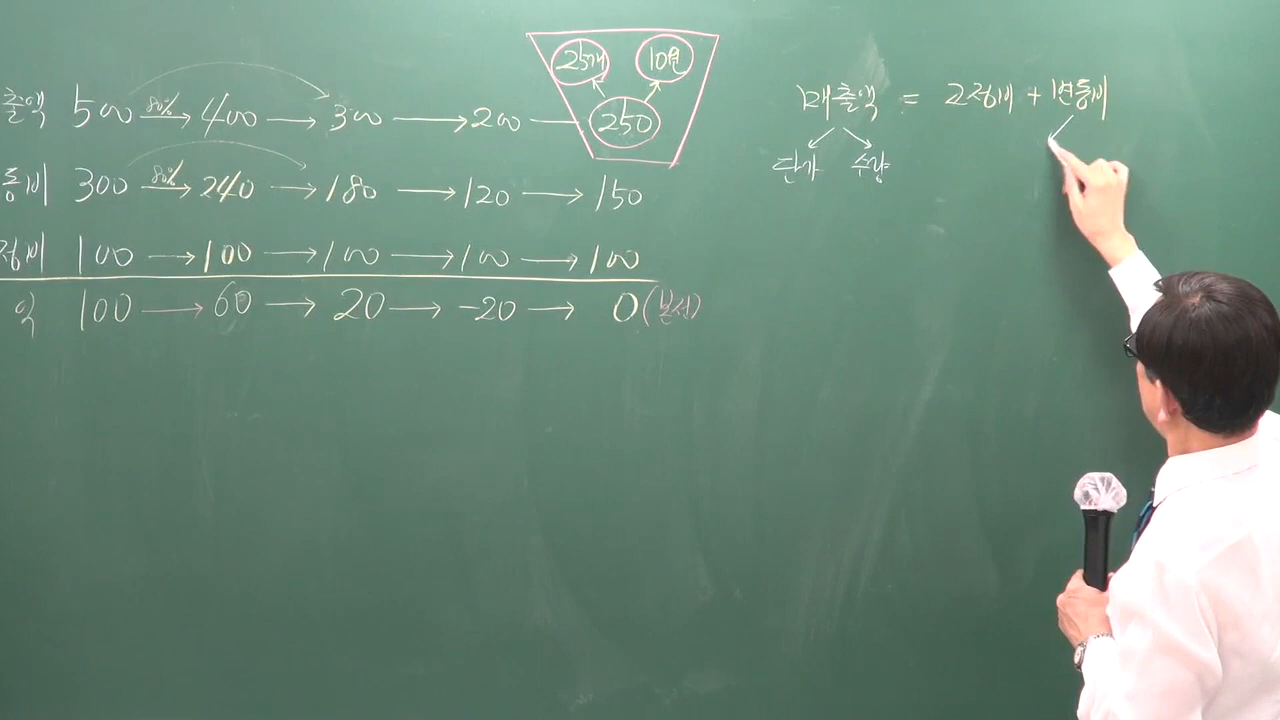 25개 10원
출액 500 80%→ 400 → 300 → 200 — 250
동비 300 80%→ 240 → 180 → 120 → 150
정비 100 → 100 → 100 → 100 → 100
익 100 → 60 → 20 → -20 → 0 (본전)
매출액 = 고정비 + 변동비
단가 수량